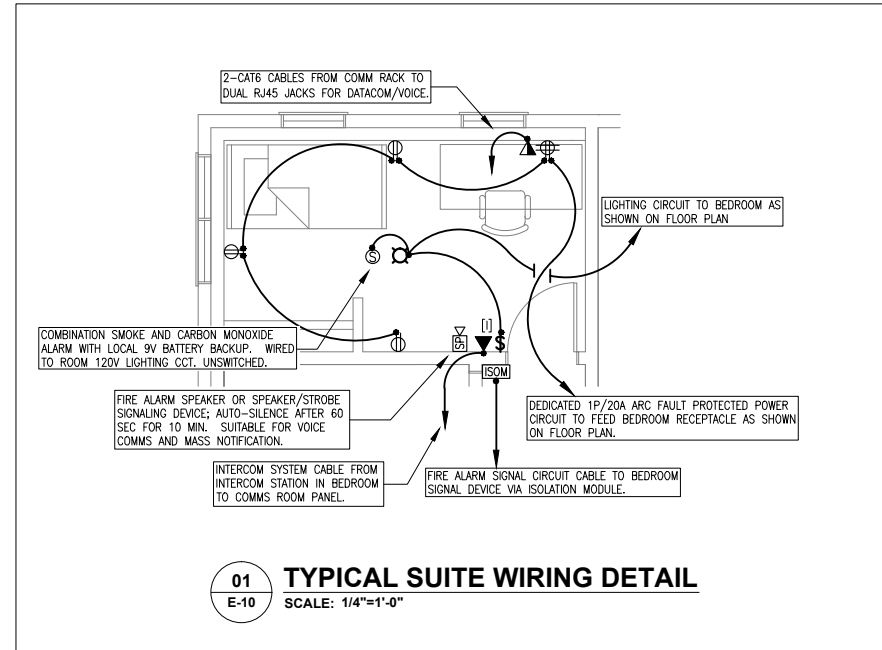 2-CAT6 CABLES FROM COMM RACK TO
DUAL RJ45 JACKS FOR DATACOM/VOICE.
LIGHTING CIRCUIT TO BEDROOM AS
SHOWN ON FLOOR PLAN
S
[I]
SP
S
ISOM
COMBINATION SMOKE AND CARBON MONOXIDE
ALARM WITH LOCAL 9V BATTERY BACKUP. WIRED
TO ROOM 120V LIGHTING CCT. UNSWITCHED.
FIRE ALARM SPEAKER OR SPEAKER/STROBE
SIGNALING DEVICE; AUTO-SILENCE AFTER 60
SEC FOR 10 MIN. SUITABLE FOR VOICE
COMMS AND MASS NOTIFICATION.
DEDICATED 1P/20A ARC FAULT PROTECTED POWER
CIRCUIT TO FEED BEDROOM RECEPTACLE AS SHOWN
ON FLOOR PLAN.
INTERCOM SYSTEM CABLE FROM
INTERCOM STATION IN BEDROOM
TO COMMS ROOM PANEL.
FIRE ALARM SIGNAL CIRCUIT CABLE TO BEDROOM
SIGNAL DEVICE VIA ISOLATION MODULE.
01
E-10
TYPICAL SUITE WIRING DETAIL
SCALE: 1/4"=1'-0"